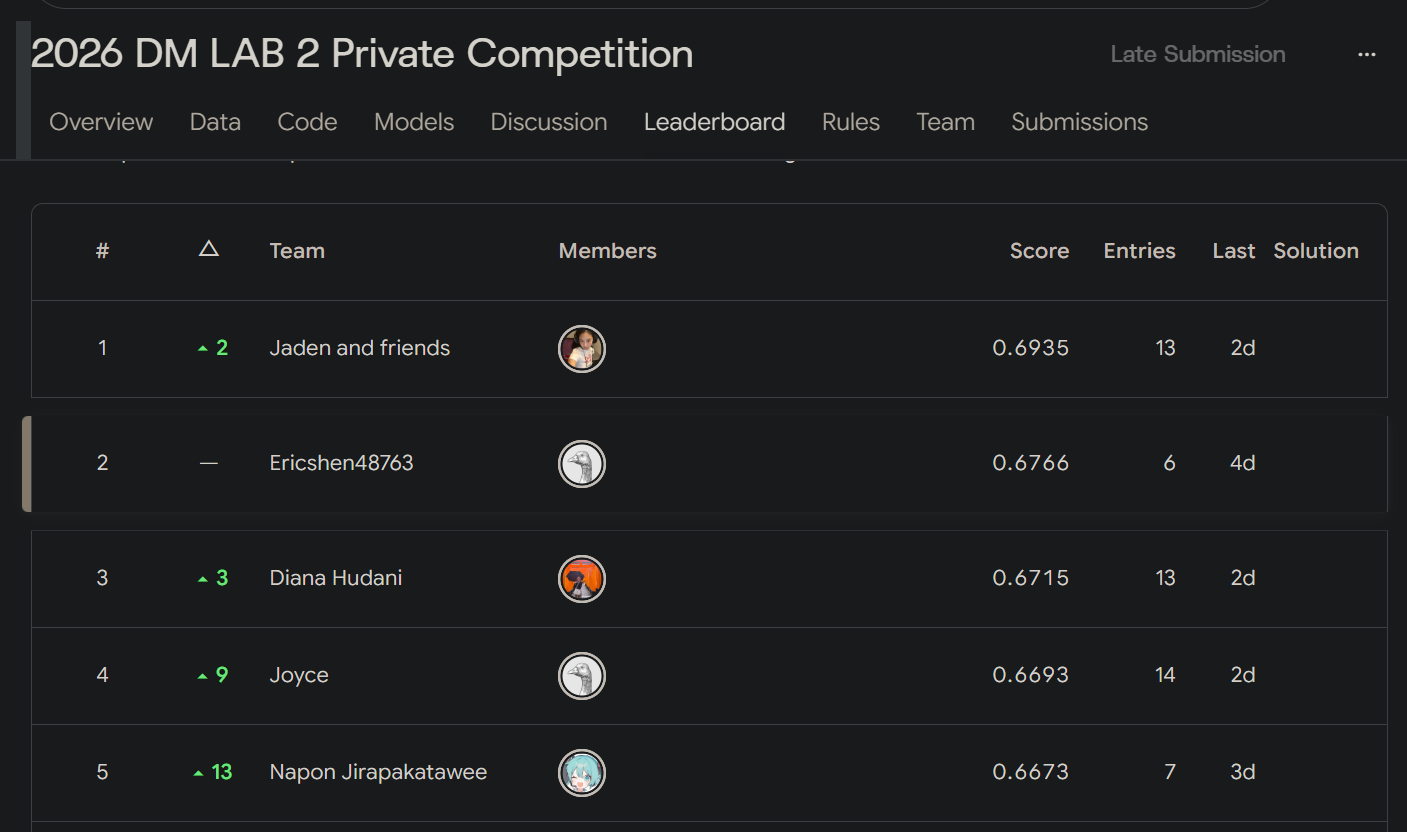 2026 DM LAB 2 Private Competition
Late Submission
...
Overview Data Code Models Discussion Leaderboard Rules Team Submissions
# △ Team Members Score Entries Last Solution
1 ▲ 2 Jaden and friends 0.6935 13 2d
2 — Ericshen48763 0.6766 6 4d
3 ▲ 3 Diana Hudani 0.6715 13 2d
4 ▲ 9 Joyce 0.6693 14 2d
5 ▲ 13 Napon Jirapakatawee 0.6673 7 3d